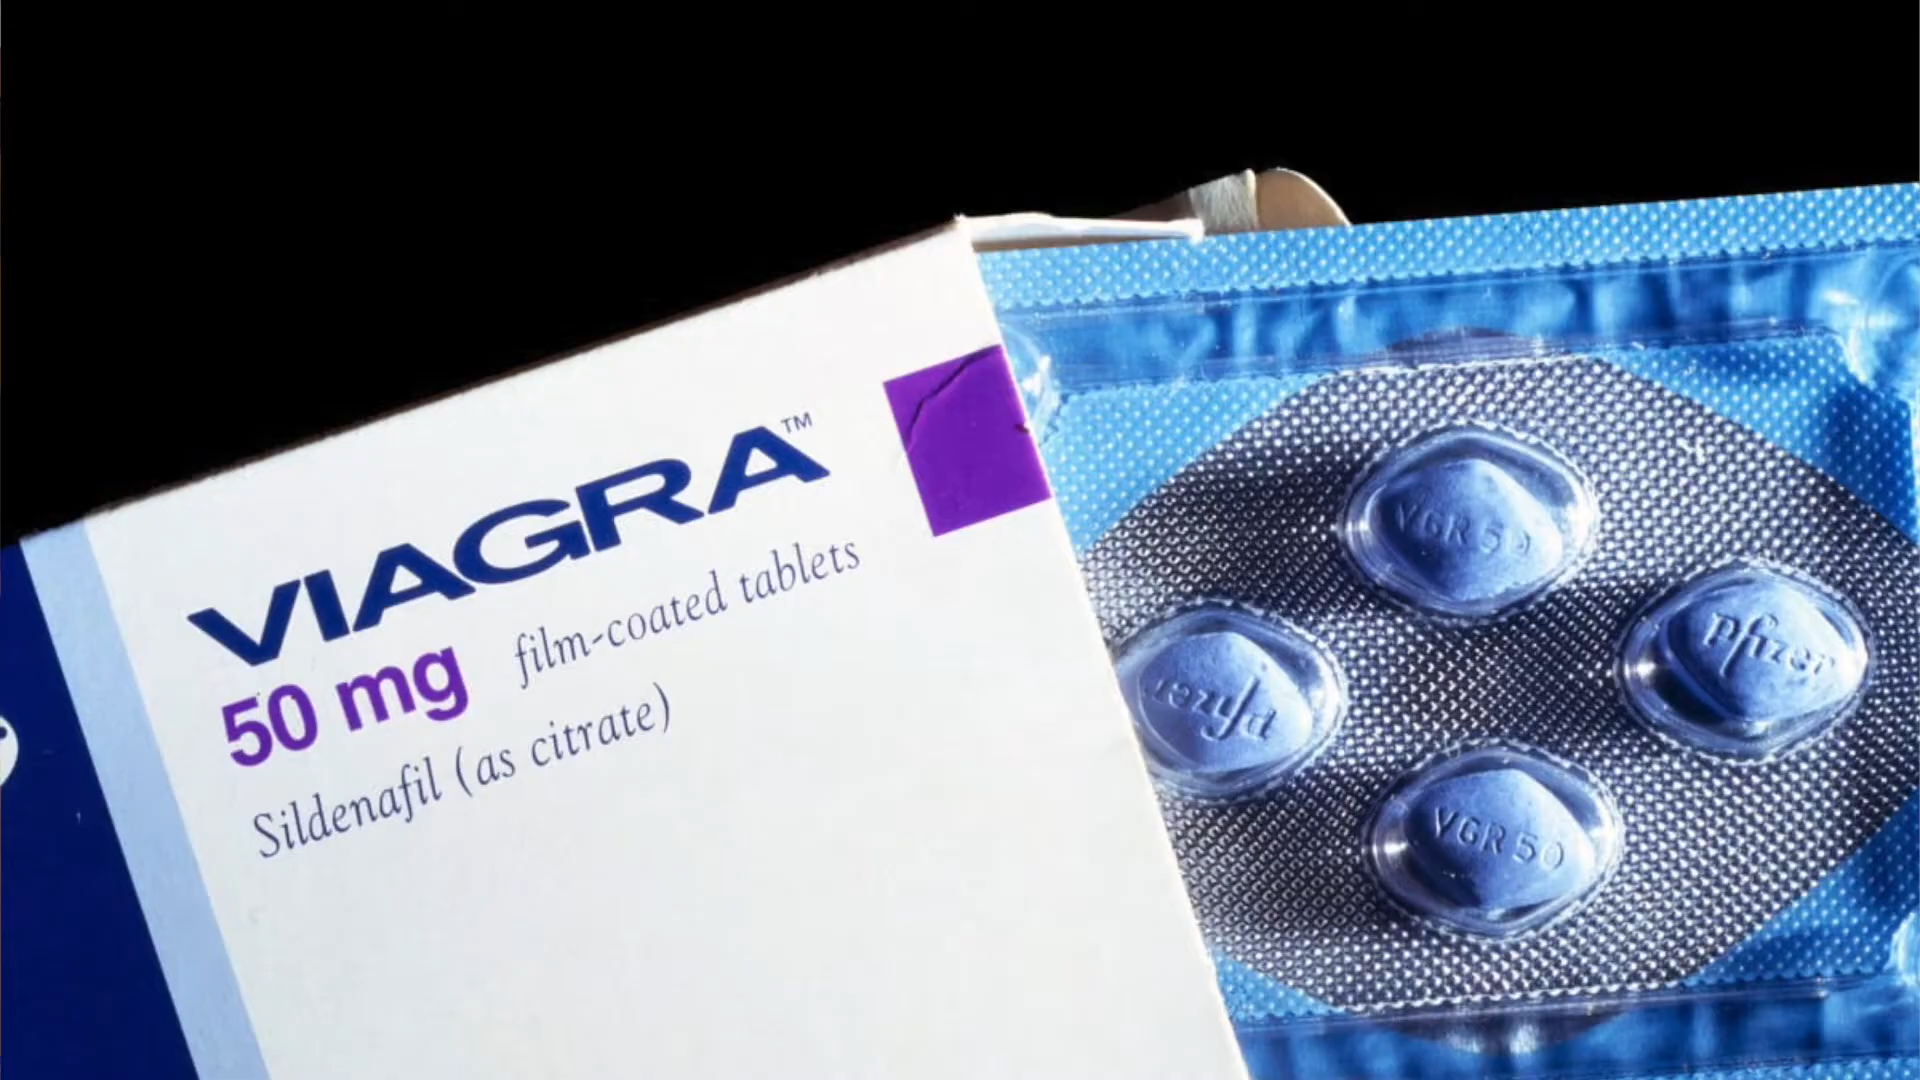 VIAGRA™
50 mg film-coated tablets
Sildenafil (as citrate)
VGR 50
pfizer
pfizer
VGR 50